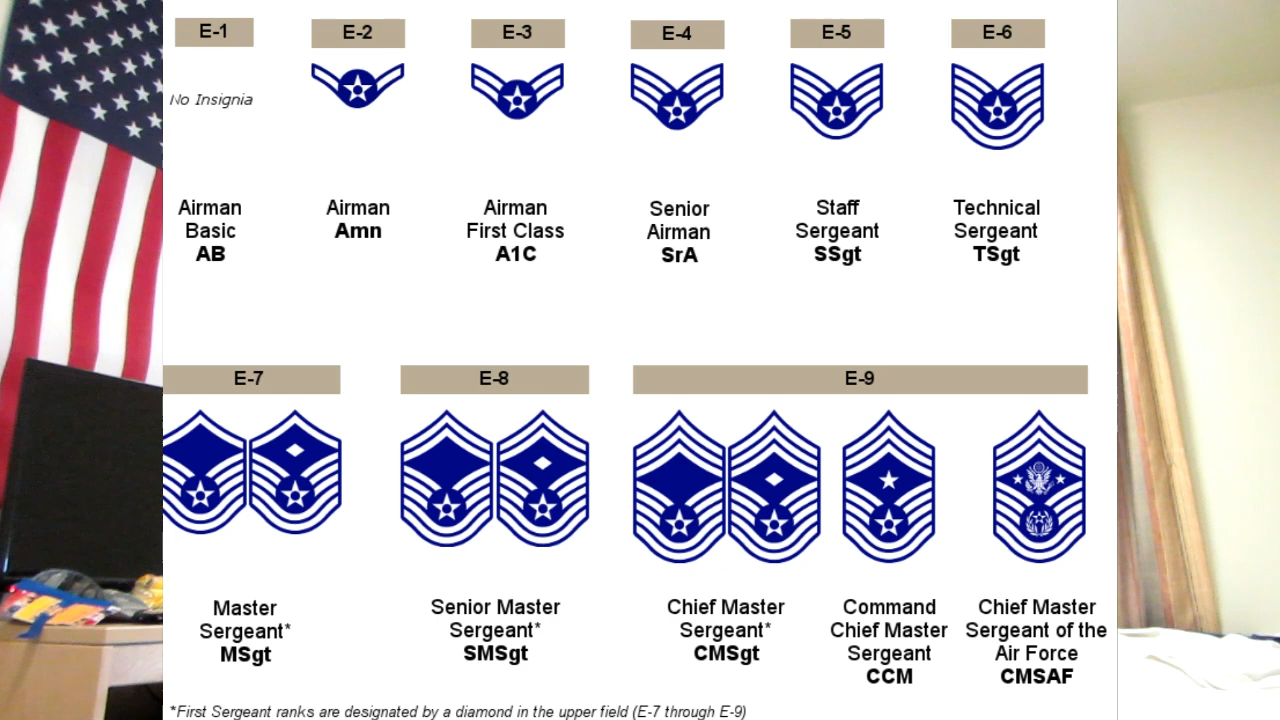 E-1
E-2
E-3
E-4
E-5
E-6
No Insignia
Airman
Basic
AB
Airman
Amn
Airman
First Class
A1C
Senior
Airman
SrA
Staff
Sergeant
SSgt
Technical
Sergeant
TSgt
E-7
E-8
E-9
Master
Sergeant*
MSgt
Senior Master
Sergeant*
SMSgt
Chief Master
Sergeant*
CMSgt
Command
Chief Master
Sergeant
CCM
Chief Master
Sergeant of the
Air Force
CMSAF
*First Sergeant ranks are designated by a diamond in the upper field (E-7 through E-9)